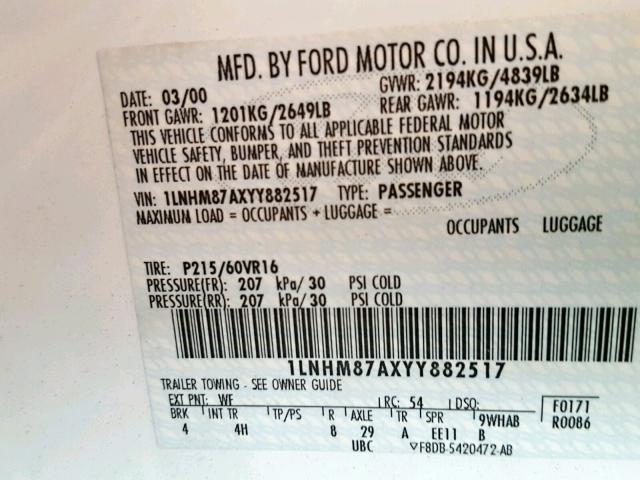 MFD. BY FORD MOTOR CO. IN U.S.A.
DATE: 03/00 GVWR: 2194KG/4839LB
FRONT GAWR: 1201KG/2649LB REAR GAWR: 1194KG/2634LB
THIS VEHICLE CONFORMS TO ALL APPLICABLE FEDERAL MOTOR
VEHICLE SAFETY, BUMPER, AND THEFT PREVENTION STANDARDS
IN EFFECT ON THE DATE OF MANUFACTURE SHOWN ABOVE.
VIN: 1LNHM87AXYY882517 TYPE: PASSENGER
MAXIMUM LOAD = OCCUPANTS + LUGGAGE =
OCCUPANTS LUGGAGE
TIRE: P215/60VR16
PRESSURE(FR): 207 kPa/ 30 PSI COLD
PRESSURE(RR): 207 kPa/ 30 PSI COLD
1LNHM87AXYY882517
TRAILER TOWING - SEE OWNER GUIDE
EXT PNT: WF RC: 54 DSO: F0171
BRK INT TR TP/PS R AXLE TR SPR 9WHAB R0086
4 4H 8 29 A EE11 B
UBC F8DB-5420472-AB